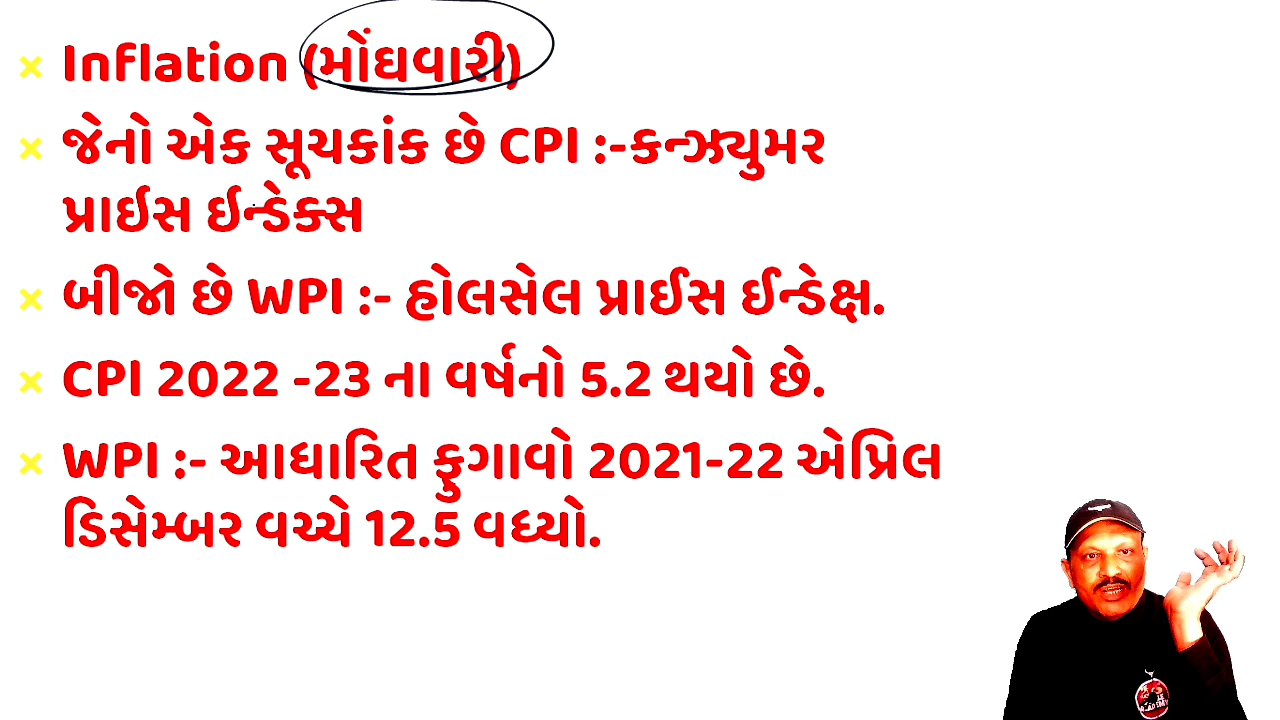 × Inflation (મોંઘવારી)
× જેનો એક સૂચકાંક છે CPI :-કન્ઝ્યુમર
પ્રાઈસ ઈન્ડેક્સ
× બીજો છે WPI :- હોલસેલ પ્રાઈસ ઈન્ડેક્ષ.
× CPI 2022 -23 ના વર્ષનો 5.2 થયો છે.
× WPI :- આધારિત ફુગાવો 2021-22 એપ્રિલ
ડિસેમ્બર વચ્ચે 12.5 વધ્યો.